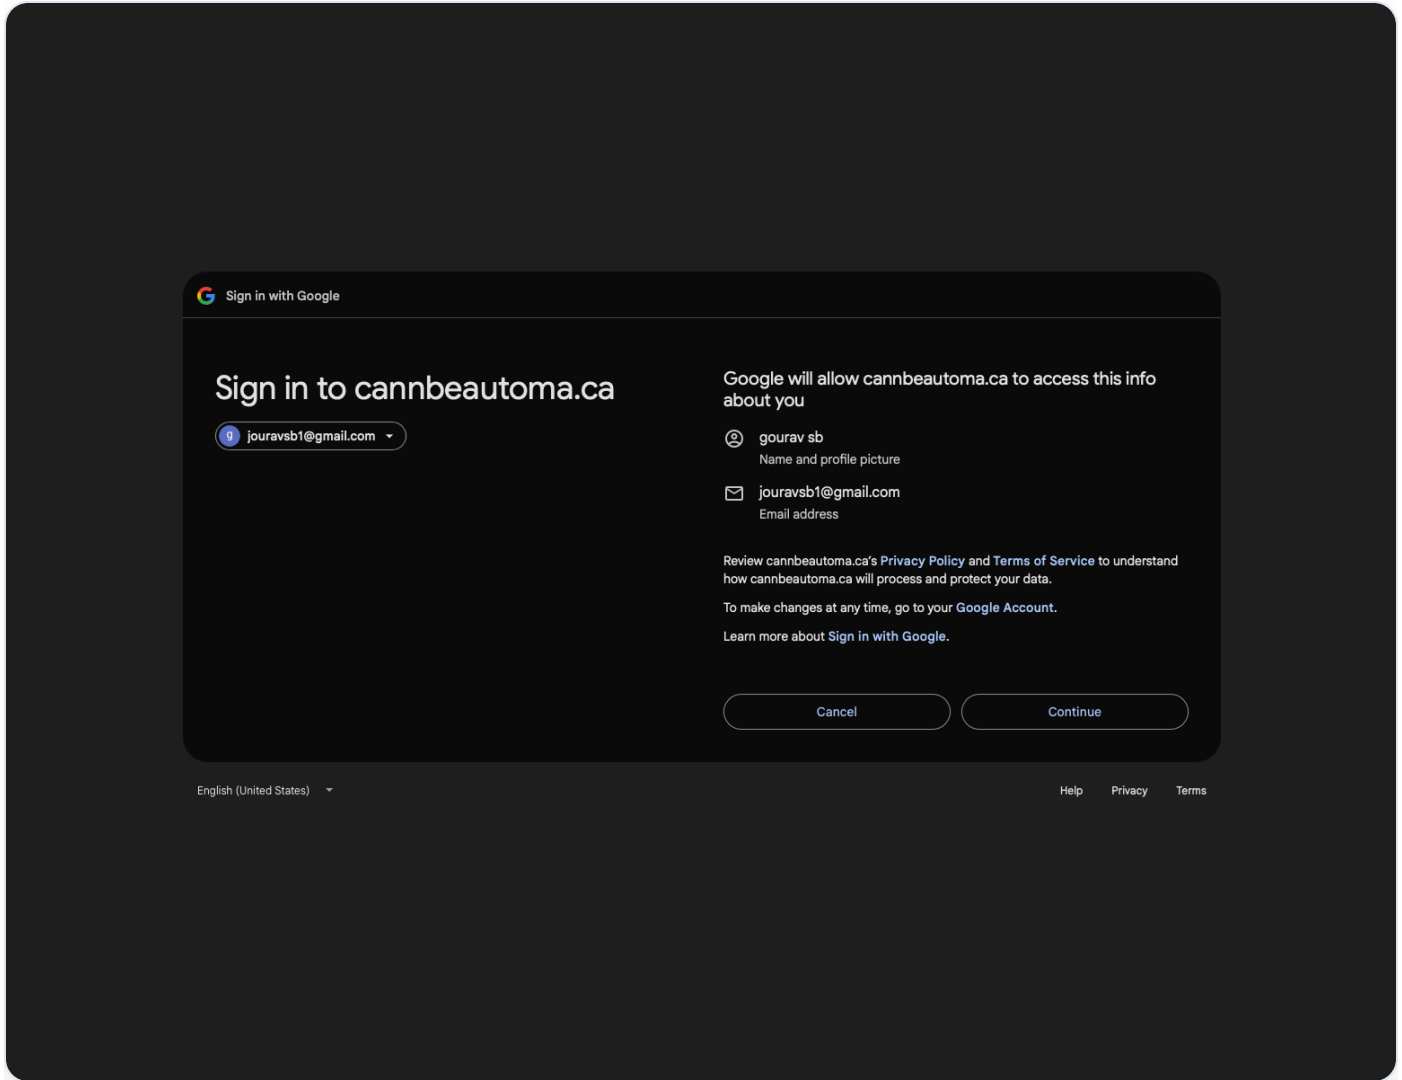 Sign in with Google
Sign in to cannbeautoma.ca
g jouravsb1@gmail.com
Google will allow cannbeautoma.ca to access this info
about you
gourav sb
Name and profile picture
jouravsb1@gmail.com
Email address
Review cannbeautoma.ca’s Privacy Policy and Terms of Service to understand
how cannbeautoma.ca will process and protect your data.
To make changes at any time, go to your Google Account.
Learn more about Sign in with Google.
Cancel Continue
English (United States) Help Privacy Terms